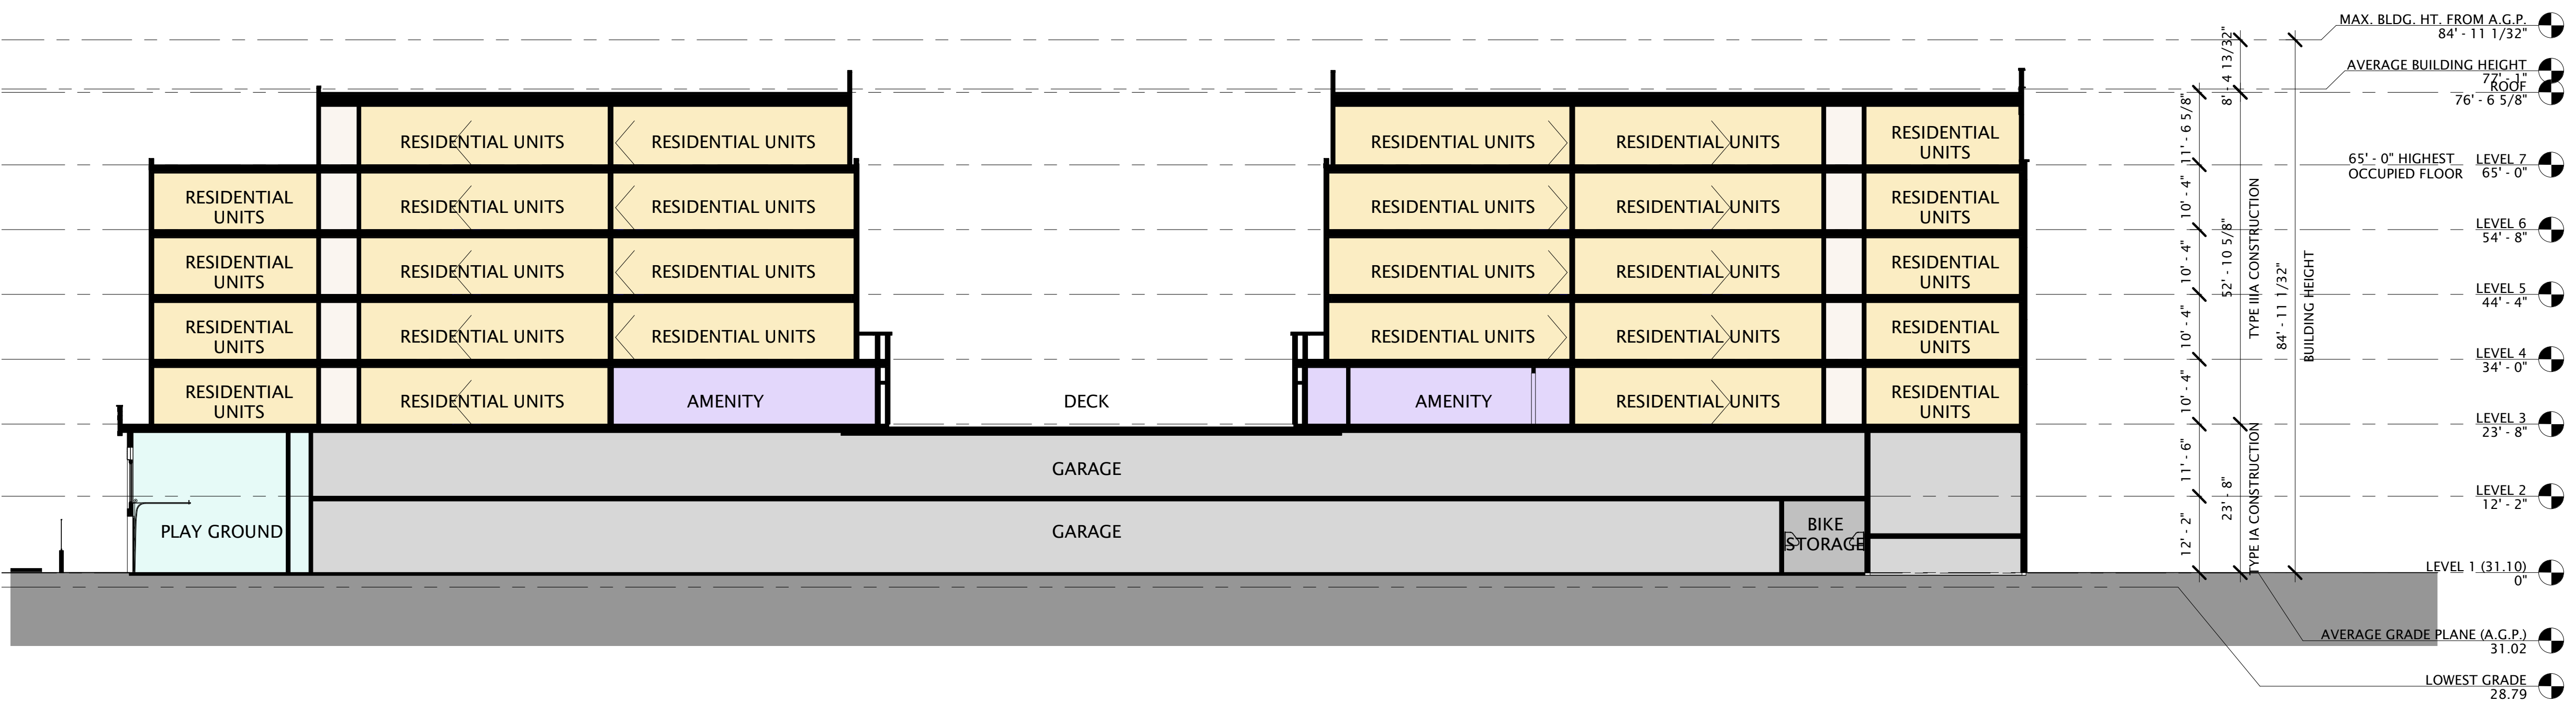 MAX. BLDG. HT. FROM A.G.P.
84' - 11 1/32"
8' - 4 13/32"
AVERAGE BUILDING HEIGHT
77' - 1"
ROOF
76' - 6 5/8"
RESIDENTIAL UNITS
RESIDENTIAL UNITS
RESIDENTIAL UNITS
RESIDENTIAL UNITS
RESIDENTIAL
UNITS
11' - 6 5/8"
65' - 0" HIGHEST
OCCUPIED FLOOR
LEVEL 7
65' - 0"
RESIDENTIAL
UNITS
RESIDENTIAL UNITS
RESIDENTIAL UNITS
RESIDENTIAL UNITS
RESIDENTIAL UNITS
RESIDENTIAL
UNITS
10' - 4"
LEVEL 6
54' - 8"
RESIDENTIAL
UNITS
RESIDENTIAL UNITS
RESIDENTIAL UNITS
RESIDENTIAL UNITS
RESIDENTIAL UNITS
RESIDENTIAL
UNITS
10' - 4"
52' - 10 5/8"
TYPE IIIA CONSTRUCTION
84' - 11 1/32"
BUILDING HEIGHT
LEVEL 5
44' - 4"
RESIDENTIAL
UNITS
RESIDENTIAL UNITS
RESIDENTIAL UNITS
RESIDENTIAL UNITS
RESIDENTIAL UNITS
RESIDENTIAL
UNITS
10' - 4"
LEVEL 4
34' - 0"
RESIDENTIAL
UNITS
RESIDENTIAL UNITS
AMENITY
DECK
AMENITY
RESIDENTIAL UNITS
RESIDENTIAL
UNITS
10' - 4"
LEVEL 3
23' - 8"
GARAGE
11' - 6"
LEVEL 2
12' - 2"
PLAY GROUND
GARAGE
BIKE
STORAGE
12' - 2"
23' - 8"
TYPE IA CONSTRUCTION
LEVEL 1 (31.10)
0"
AVERAGE GRADE PLANE (A.G.P.)
31.02
LOWEST GRADE
28.79